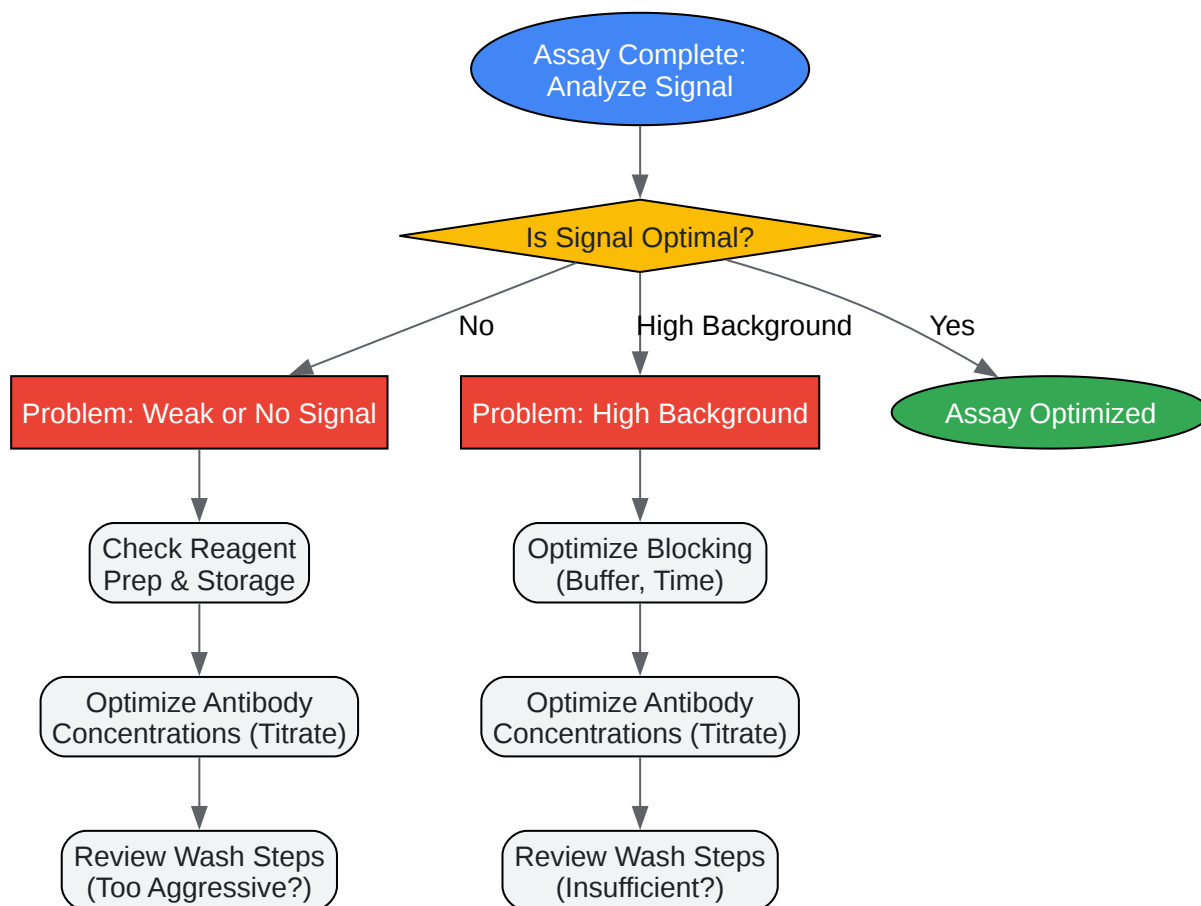 Assay Complete:
Analyze Signal
Is Signal Optimal?
No
High Background
Yes
Problem: Weak or No Signal
Problem: High Background
Assay Optimized
Check Reagent
Prep & Storage
Optimize Blocking
(Buffer, Time)
Optimize Antibody
Concentrations (Titrate)
Optimize Antibody
Concentrations (Titrate)
Review Wash Steps
(Too Aggressive?)
Review Wash Steps
(Insufficient?)